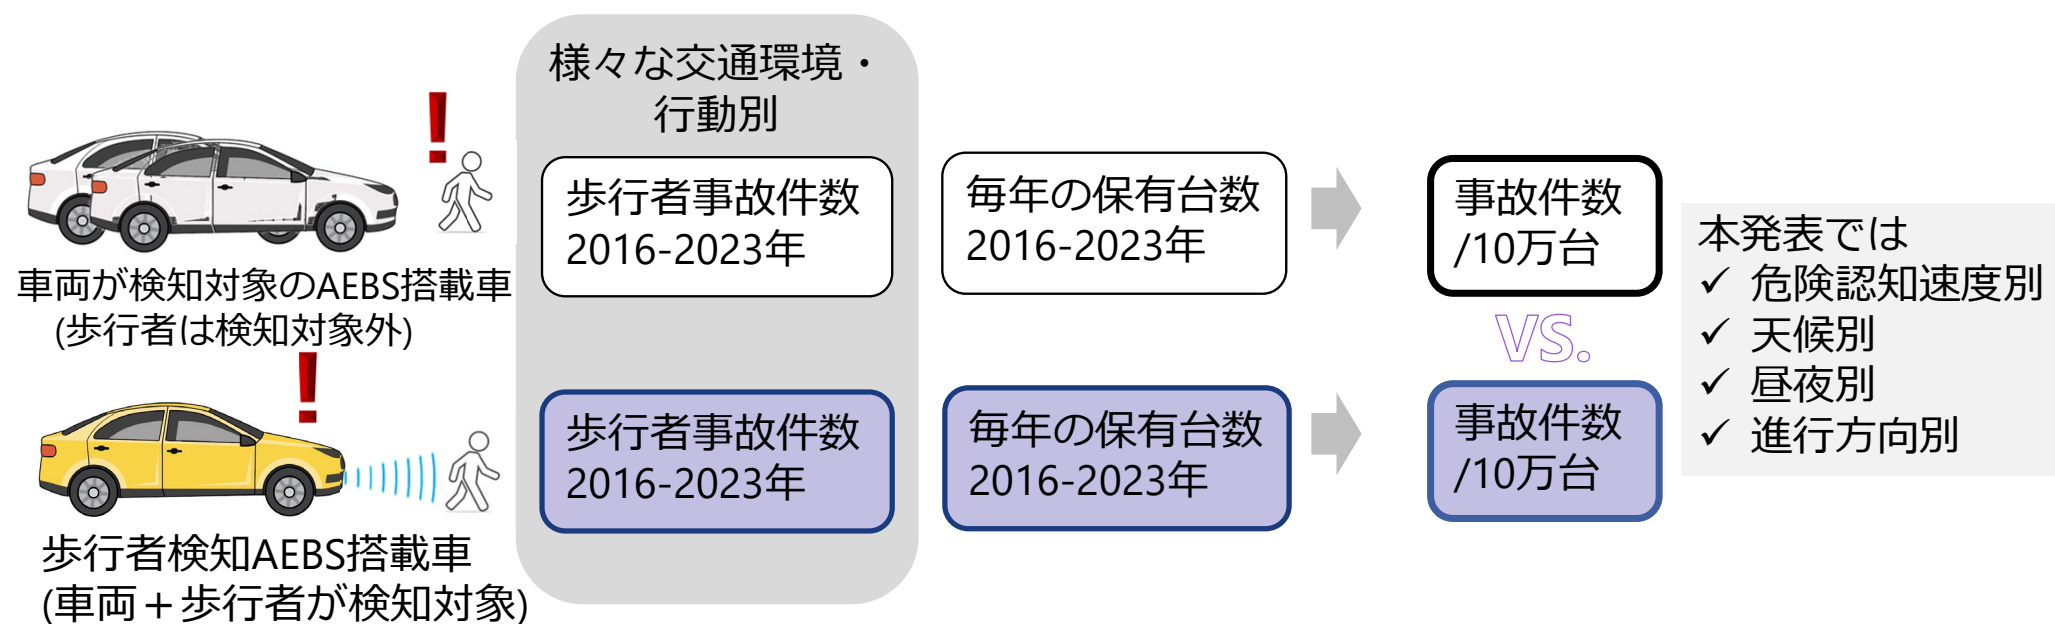 様々な交通環境・
行動別
車両が検知対象のAEBS搭載車
(歩行者は検知対象外)
歩行者事故件数
2016-2023年
毎年の保有台数
2016-2023年
事故件数
/10万台
VS.
歩行者検知AEBS搭載車
(車両＋歩行者が検知対象)
歩行者事故件数
2016-2023年
毎年の保有台数
2016-2023年
事故件数
/10万台
本発表では
✓ 危険認知速度別
✓ 天候別
✓ 昼夜別
✓ 進行方向別